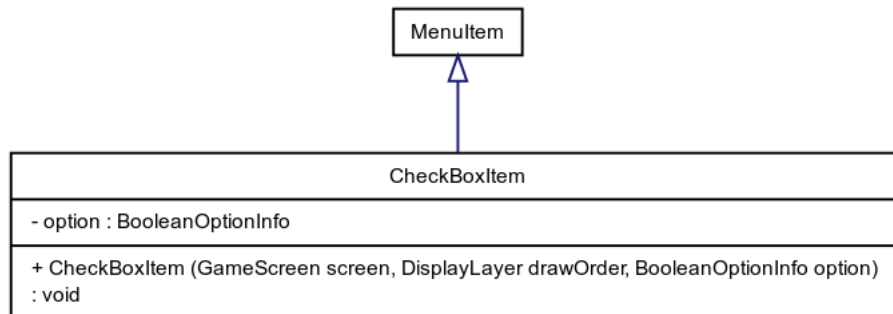 MenuItem
CheckBoxItem
- option : BooleanOptionInfo
+ CheckBoxItem (GameScreen screen, DisplayLayer drawOrder, BooleanOptionInfo option)
: void